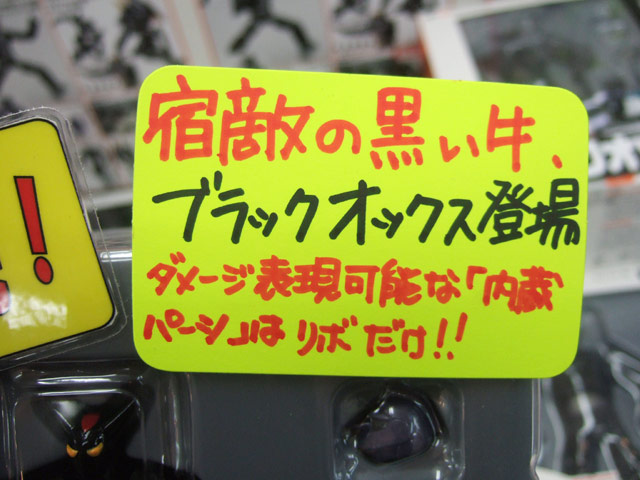 宿敵の黒い牛、
ブラックオックス登場
ダメージ表現可能な「内蔵
パーツ」はリボだけ!!
!